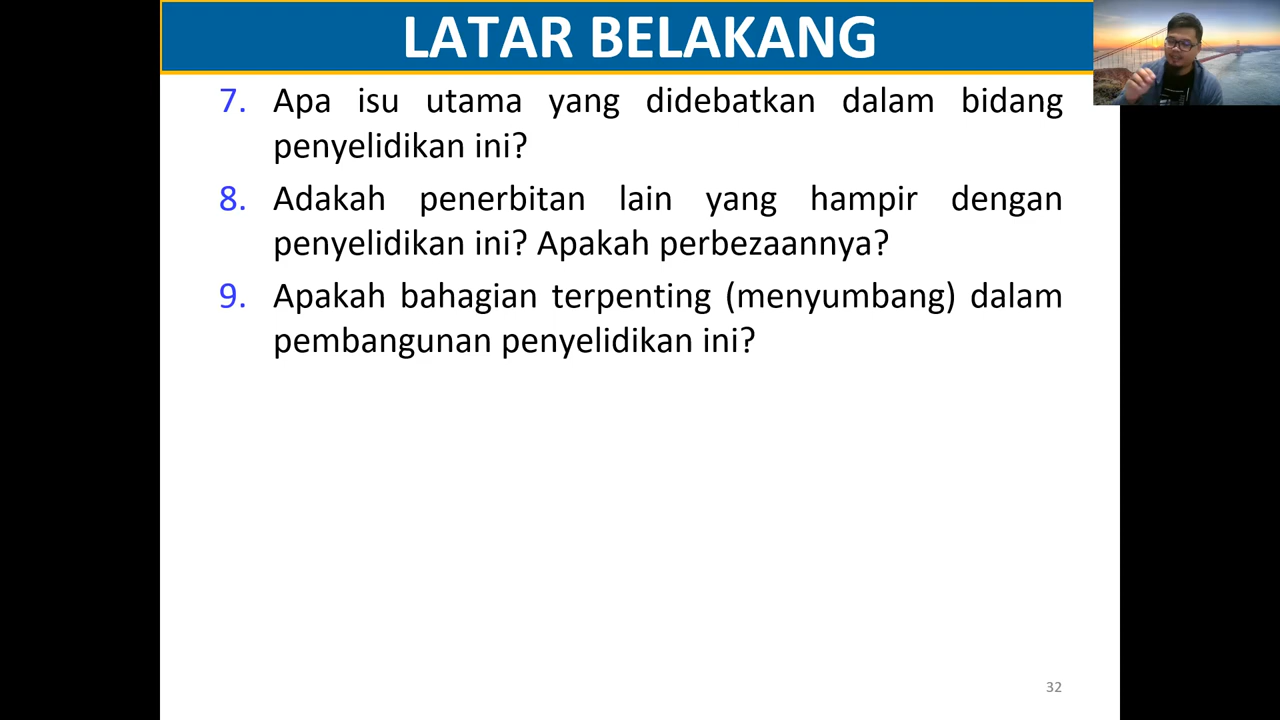 LATAR BELAKANG
7. Apa isu utama yang didebatkan dalam bidang
penyelidikan ini?
8. Adakah penerbitan lain yang hampir dengan
penyelidikan ini? Apakah perbezaannya?
9. Apakah bahagian terpenting (menyumbang) dalam
pembangunan penyelidikan ini?
32